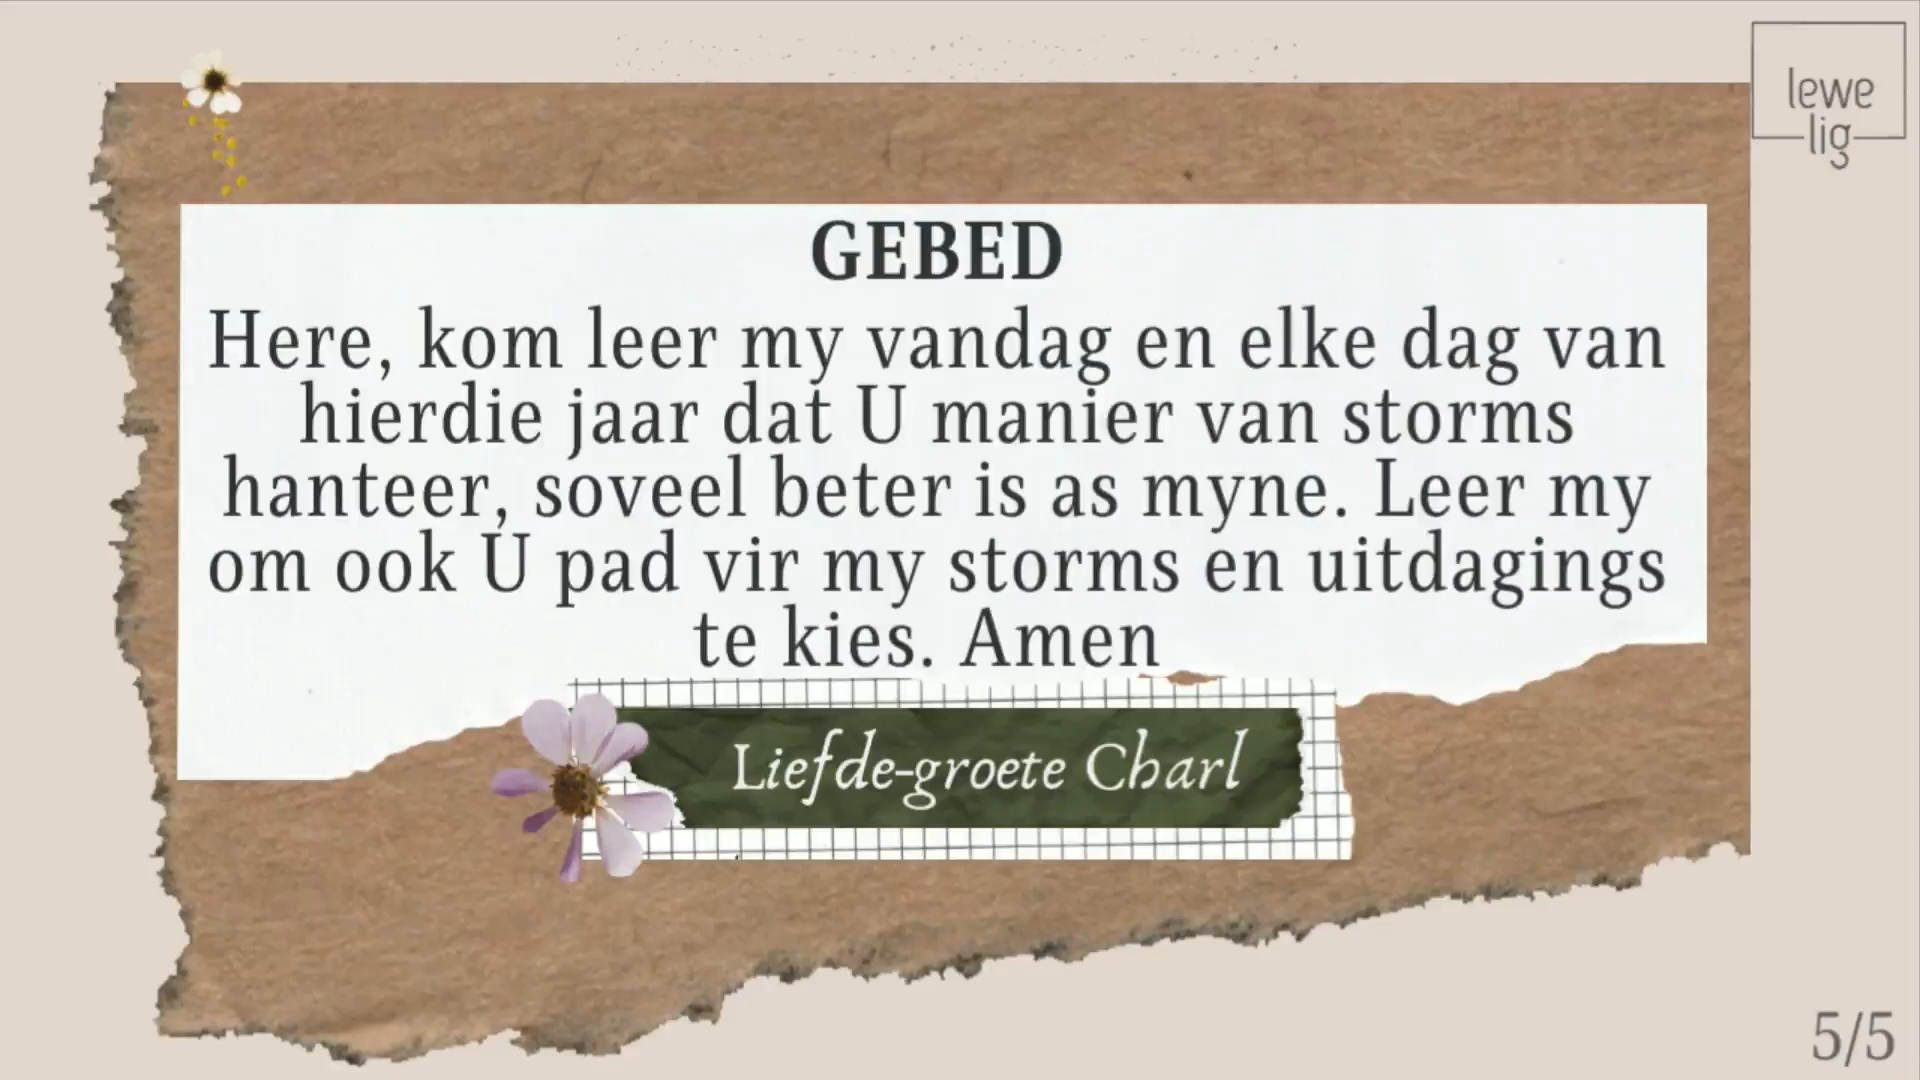 lewe
lig
GEBED
Here, kom leer my vandag en elke dag van
hierdie jaar dat U manier van storms
hanteer, soveel beter is as myne. Leer my
om ook U pad vir my storms en uitdagings
te kies. Amen
Liefde-groete Charl
5/5